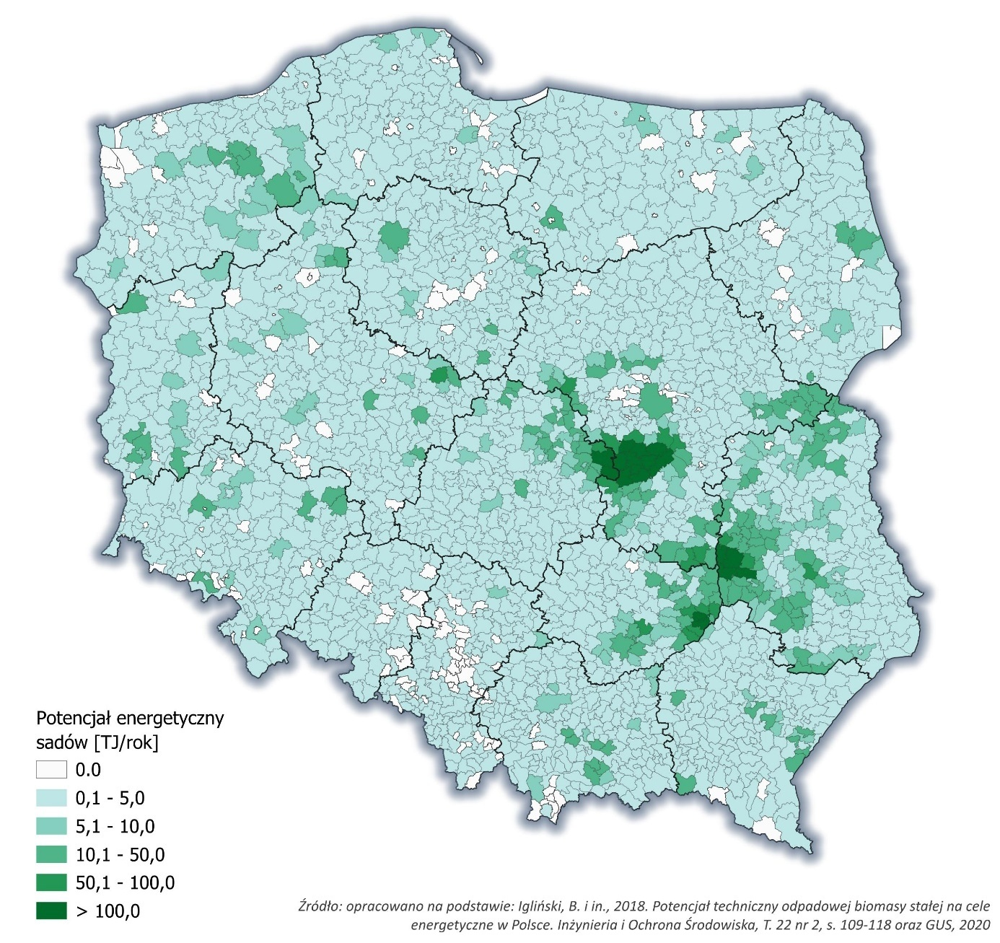 Potencjał energetyczny
sadów [TJ/rok]
0.0
0,1 - 5,0
5,1 - 10,0
10,1 - 50,0
50,1 - 100,0
> 100,0
Źródło: opracowano na podstawie: Igliński, B. i in., 2018. Potencjał techniczny odpadowej biomasy stałej na cele
energetyczne w Polsce. Inżynieria i Ochrona Środowiska, T. 22 nr 2, s. 109-118 oraz GUS, 2020